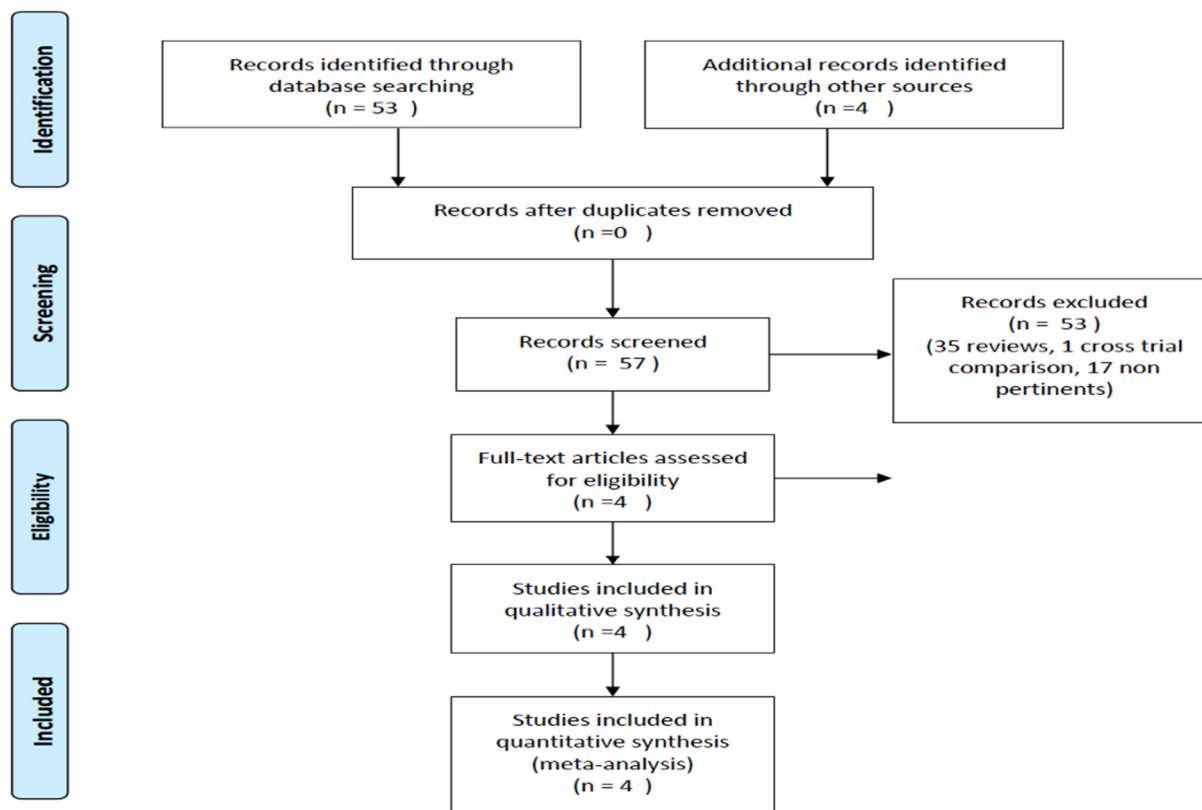 Identification
Records identified through
database searching
(n = 53 )
Additional records identified
through other sources
(n =4 )
Records after duplicates removed
(n =0 )
Screening
Records screened
(n = 57)
Records excluded
(n = 53)
(35 reviews, 1 cross trial
comparison, 17 non
pertinents)
Eligibility
Full-text articles assessed
for eligibility
(n =4 )
Studies included in
qualitative synthesis
(n =4 )
Included
Studies included in
quantitative synthesis
(meta-analysis)
(n = 4 )